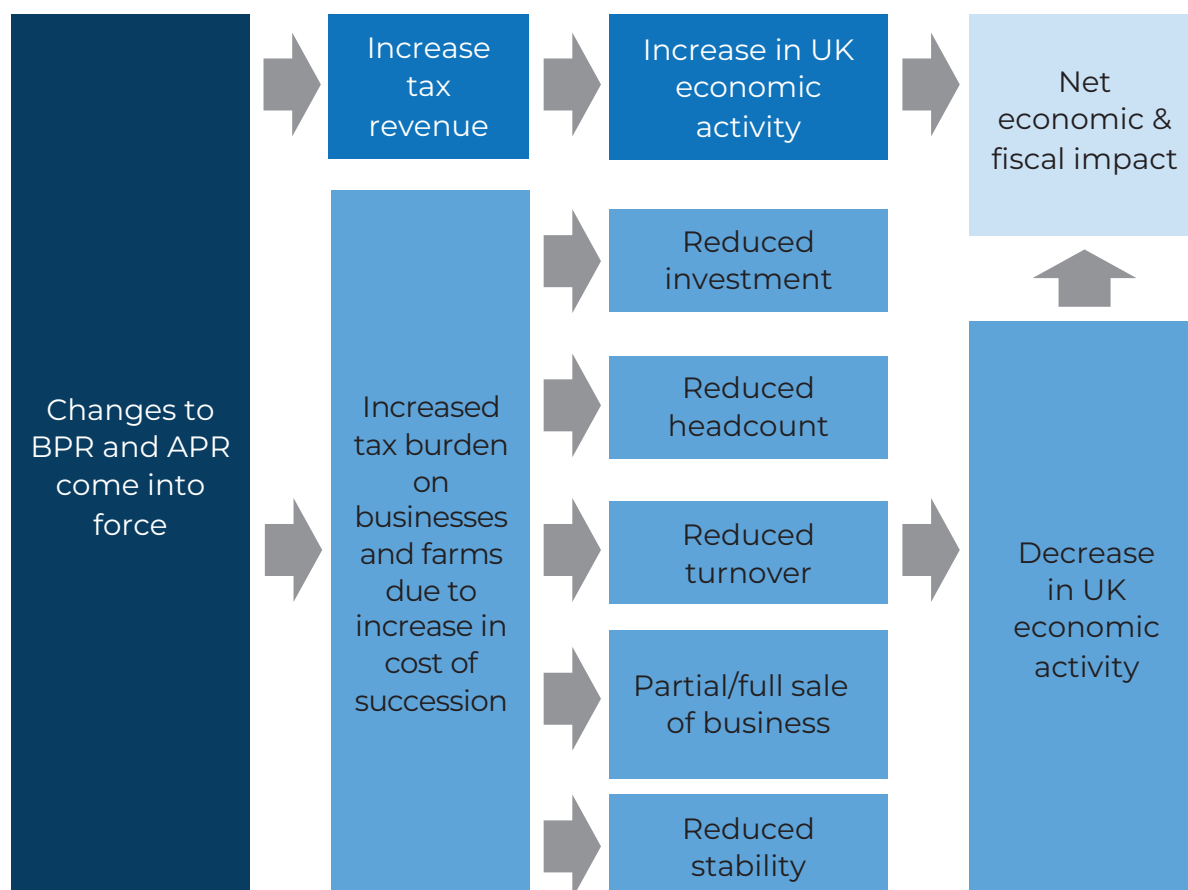 Changes to
BPR and APR
come into
force
Increase
tax
revenue
Increase in UK
economic
activity
Net
economic &
fiscal impact
Increased
tax burden
on
businesses
and farms
due to
increase in
cost of
succession
Reduced
investment
Reduced
headcount
Reduced
turnover
Partial/full sale
of business
Reduced
stability
Decrease
in UK
economic
activity